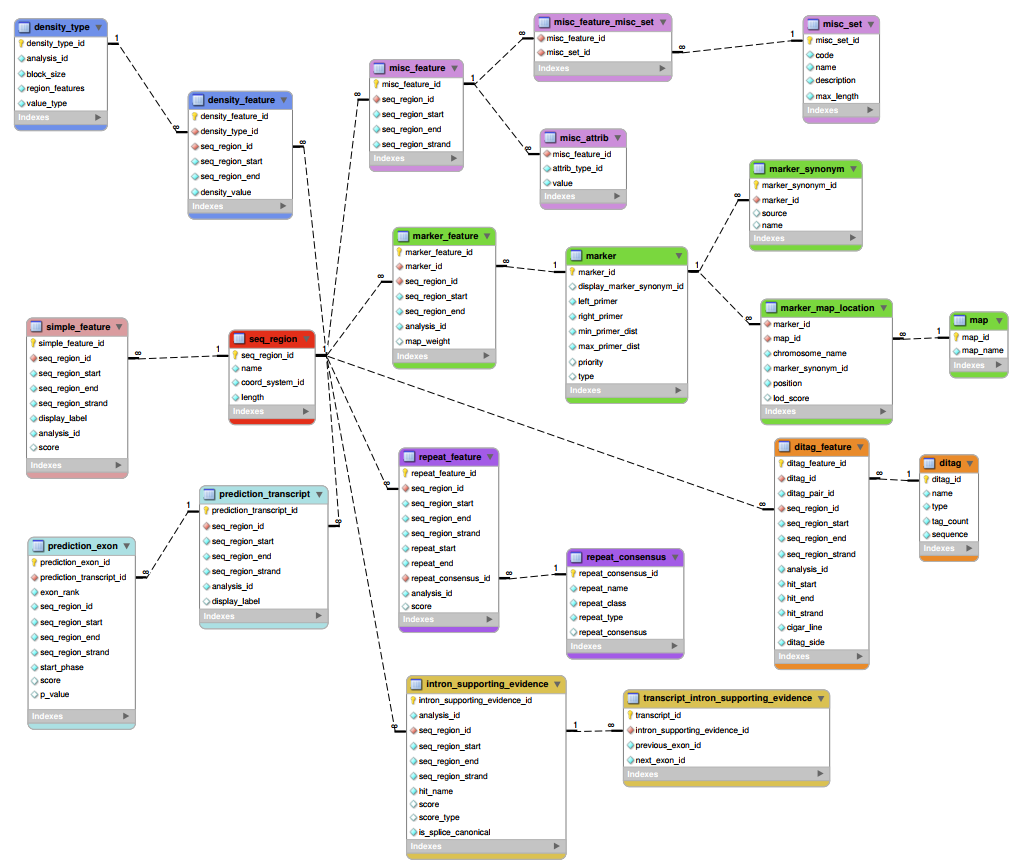 density_type
density_type_id
analysis_id
block_size
region_features
value_type
Indexes
1
∞
density_feature
density_feature_id
density_type_id
seq_region_id
seq_region_start
seq_region_end
density_value
Indexes
∞
misc_feature
misc_feature_id
seq_region_id
seq_region_start
seq_region_end
seq_region_strand
Indexes
∞
1
misc_feature_misc_set
misc_feature_id
misc_set_id
Indexes
∞
∞
1
misc_set
misc_set_id
code
name
description
max_length
Indexes
misc_attrib
misc_feature_id
attrib_type_id
value
Indexes
∞
marker_feature
marker_feature_id
marker_id
seq_region_id
seq_region_start
seq_region_end
analysis_id
map_weight
Indexes
∞
∞
1
marker
marker_id
display_marker_synonym_id
left_primer
right_primer
min_primer_dist
max_primer_dist
priority
type
Indexes
1
∞
∞
marker_synonym
marker_synonym_id
marker_id
source
name
Indexes
marker_map_location
marker_id
map_id
chromosome_name
marker_synonym_id
position
lod_score
Indexes
∞
1
map
map_id
map_name
Indexes
simple_feature
simple_feature_id
seq_region_id
seq_region_start
seq_region_end
seq_region_strand
display_label
analysis_id
score
Indexes
∞
1
seq_region
seq_region_id
name
coord_system_id
length
Indexes
1
repeat_feature
repeat_feature_id
seq_region_id
seq_region_start
seq_region_end
seq_region_strand
repeat_start
repeat_end
repeat_consensus_id
analysis_id
score
Indexes
∞
∞
1
repeat_consensus
repeat_consensus_id
repeat_name
repeat_class
repeat_type
repeat_consensus
Indexes
ditag_feature
ditag_feature_id
ditag_id
ditag_pair_id
seq_region_id
seq_region_start
seq_region_end
seq_region_strand
analysis_id
hit_start
hit_end
hit_strand
cigar_line
ditag_side
Indexes
∞
∞
1
ditag
ditag_id
name
type
tag_count
sequence
Indexes
prediction_transcript
prediction_transcript_id
seq_region_id
seq_region_start
seq_region_end
seq_region_strand
analysis_id
display_label
Indexes
∞
1
∞
prediction_exon
prediction_exon_id
prediction_transcript_id
exon_rank
seq_region_id
seq_region_start
seq_region_end
seq_region_strand
start_phase
score
p_value
Indexes
intron_supporting_evidence
intron_supporting_evidence_id
analysis_id
seq_region_id
seq_region_start
seq_region_end
seq_region_strand
hit_name
score
score_type
is_splice_canonical
Indexes
∞
1
∞
transcript_intron_supporting_evidence
transcript_id
intron_supporting_evidence_id
previous_exon_id
next_exon_id
Indexes